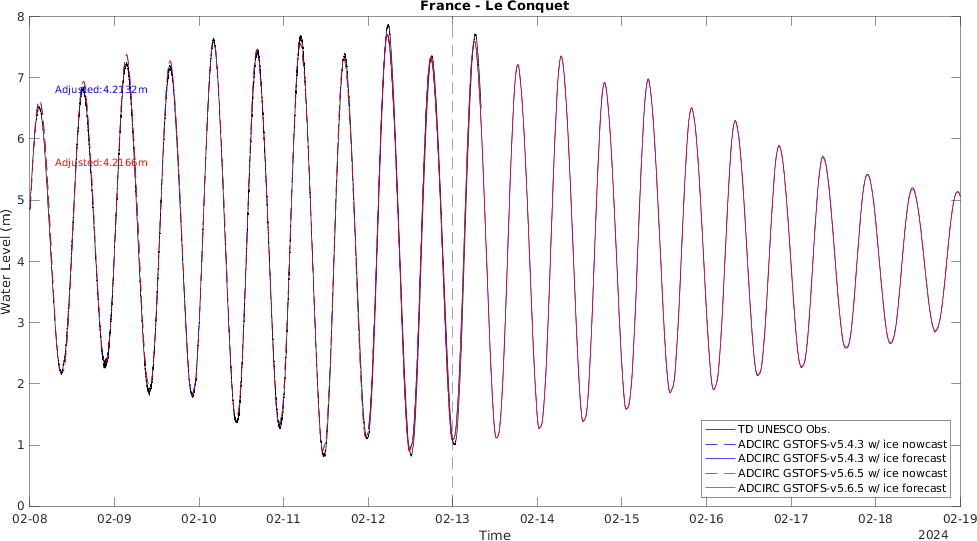 France - Le Conquet
8
7
6
5
4
3
2
1
0
Water Level (m)
Adjusted:4.2132m
Adjusted:4.2166m
TD UNESCO Obs.
ADCIRC GSTOFS-v5.4.3 w/ ice nowcast
ADCIRC GSTOFS-v5.4.3 w/ ice forecast
ADCIRC GSTOFS-v5.6.5 w/ ice nowcast
ADCIRC GSTOFS-v5.6.5 w/ ice forecast
02-08 02-09 02-10 02-11 02-12 02-13 02-14 02-15 02-16 02-17 02-18 02-19
Time
2024